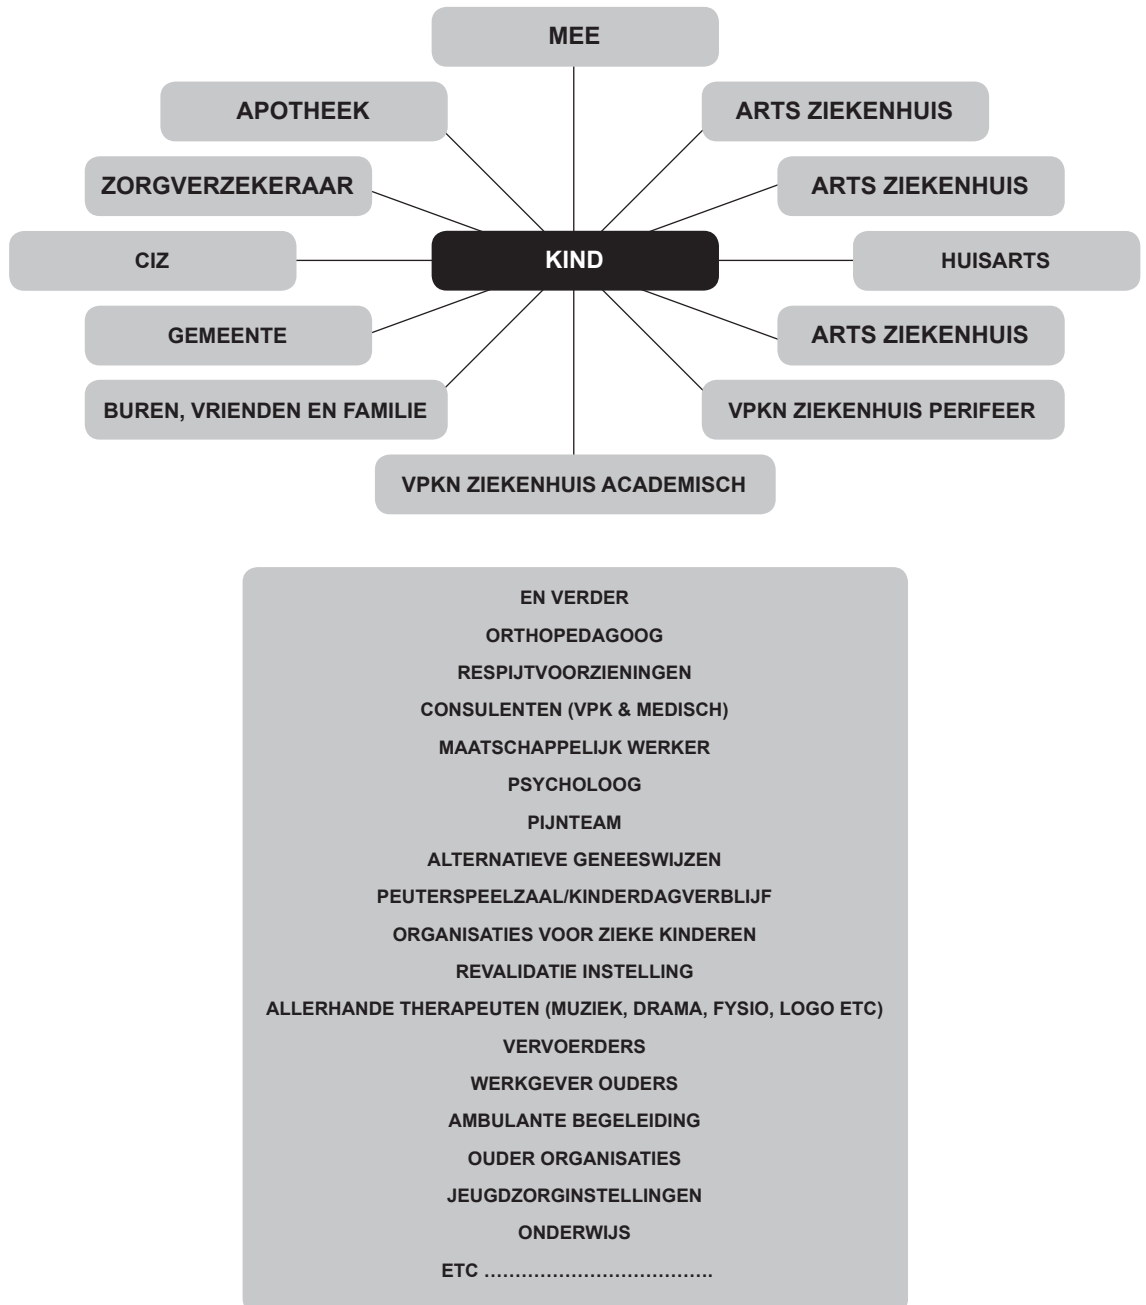 MEE
APOTHEEK
ARTS ZIEKENHUIS
ZORGVERZEKERAAR
ARTS ZIEKENHUIS
CIZ
KIND
HUISARTS
GEMEENTE
ARTS ZIEKENHUIS
BUREN, VRIENDEN EN FAMILIE
VPKN ZIEKENHUIS PERIFEER
VPKN ZIEKENHUIS ACADEMISCH
EN VERDER
ORTHOPEDAGOOG
RESPIJTVOORZIENINGEN
CONSULENTEN (VPK & MEDISCH)
MAATSCHAPPELIJK WERKER
PSYCHOLOOG
PIJNTEAM
ALTERNATIEVE GENEESWIJZEN
PEUTERSPEELZAAL/KINDERDAGVERBLIJF
ORGANISATIES VOOR ZIEKE KINDEREN
REVALIDATIE INSTELLING
ALLERHANDE THERAPEUTEN (MUZIEK, DRAMA, FYSIO, LOGO ETC)
VERVOERDERS
WERKGEVER OUDERS
AMBULANTE BEGELEIDING
OUDER ORGANISATIES
JEUGDZORGINSTELLINGEN
ONDERWIJS
ETC ……………………………….